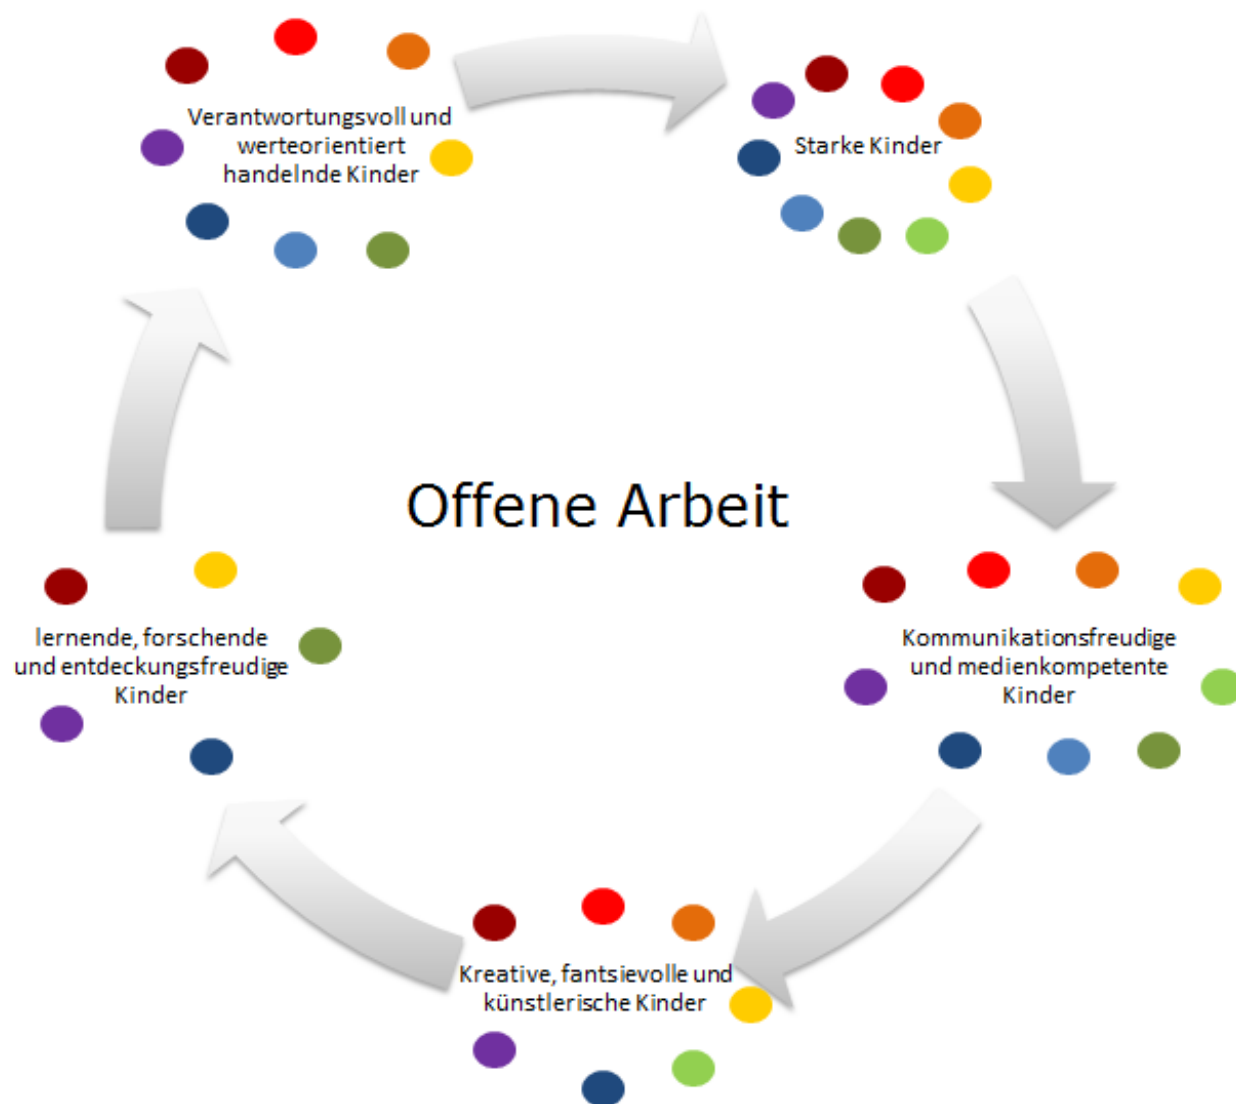 Verantwortungsvoll und
werteorientiert
handelnde Kinder
Starke Kinder
Offene Arbeit
lernende, forschende
und entdeckungsfreudige
Kinder
Kommunikationsfreudige
und medienkompetente
Kinder
Kreative, fantsievolle und
künstlerische Kinder